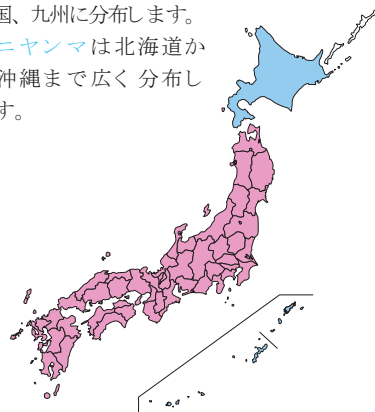 国、九州に分布します。
ニヤンマは北海道か
沖縄まで広く分布し
す。